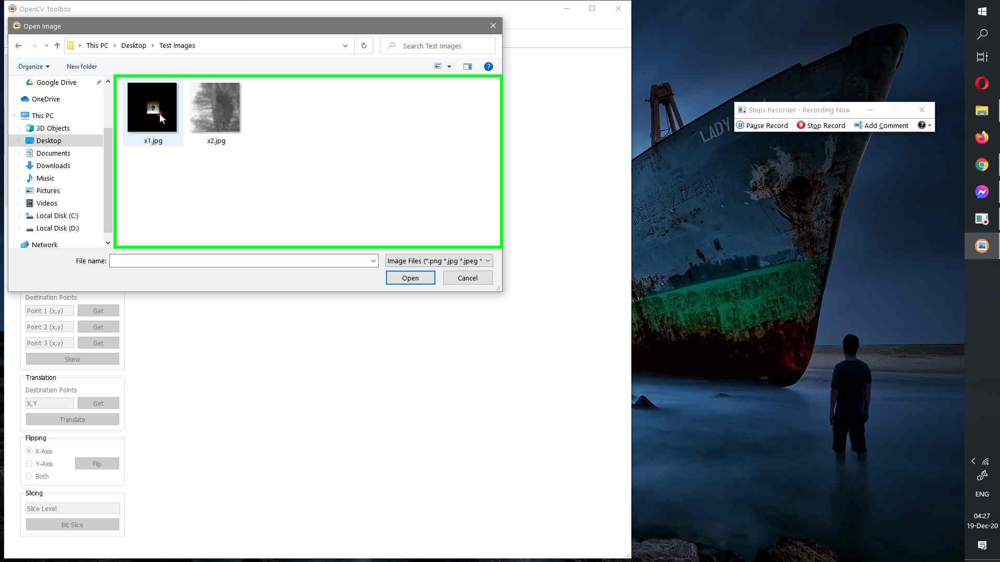 OpenCV Toolbox
Open Image
This PC
Desktop
Test Images
Search Test Images
Organize
New folder
Google Drive
OneDrive
This PC
3D Objects
Desktop
Documents
Downloads
Music
Pictures
Videos
Local Disk (C:)
Local Disk (D:)
Network
x1.jpg
x2.jpg
File name:
Image Files (*.png *.jpg *.jpeg *
Open
Cancel
Destination Points
Point 1 (x,y)
Get
Point 2 (x,y)
Get
Point 3 (x,y)
Get
Skew
Translation
Destination Points
X,Y
Get
Translate
Flipping
X-Axis
Y-Axis
Flip
Both
Slicing
Slice Level
Bit Slice
Steps Recorder - Recording Now
Pause Record
Stop Record
Add Comment
LADY
ENG
04:27
19-Dec-20